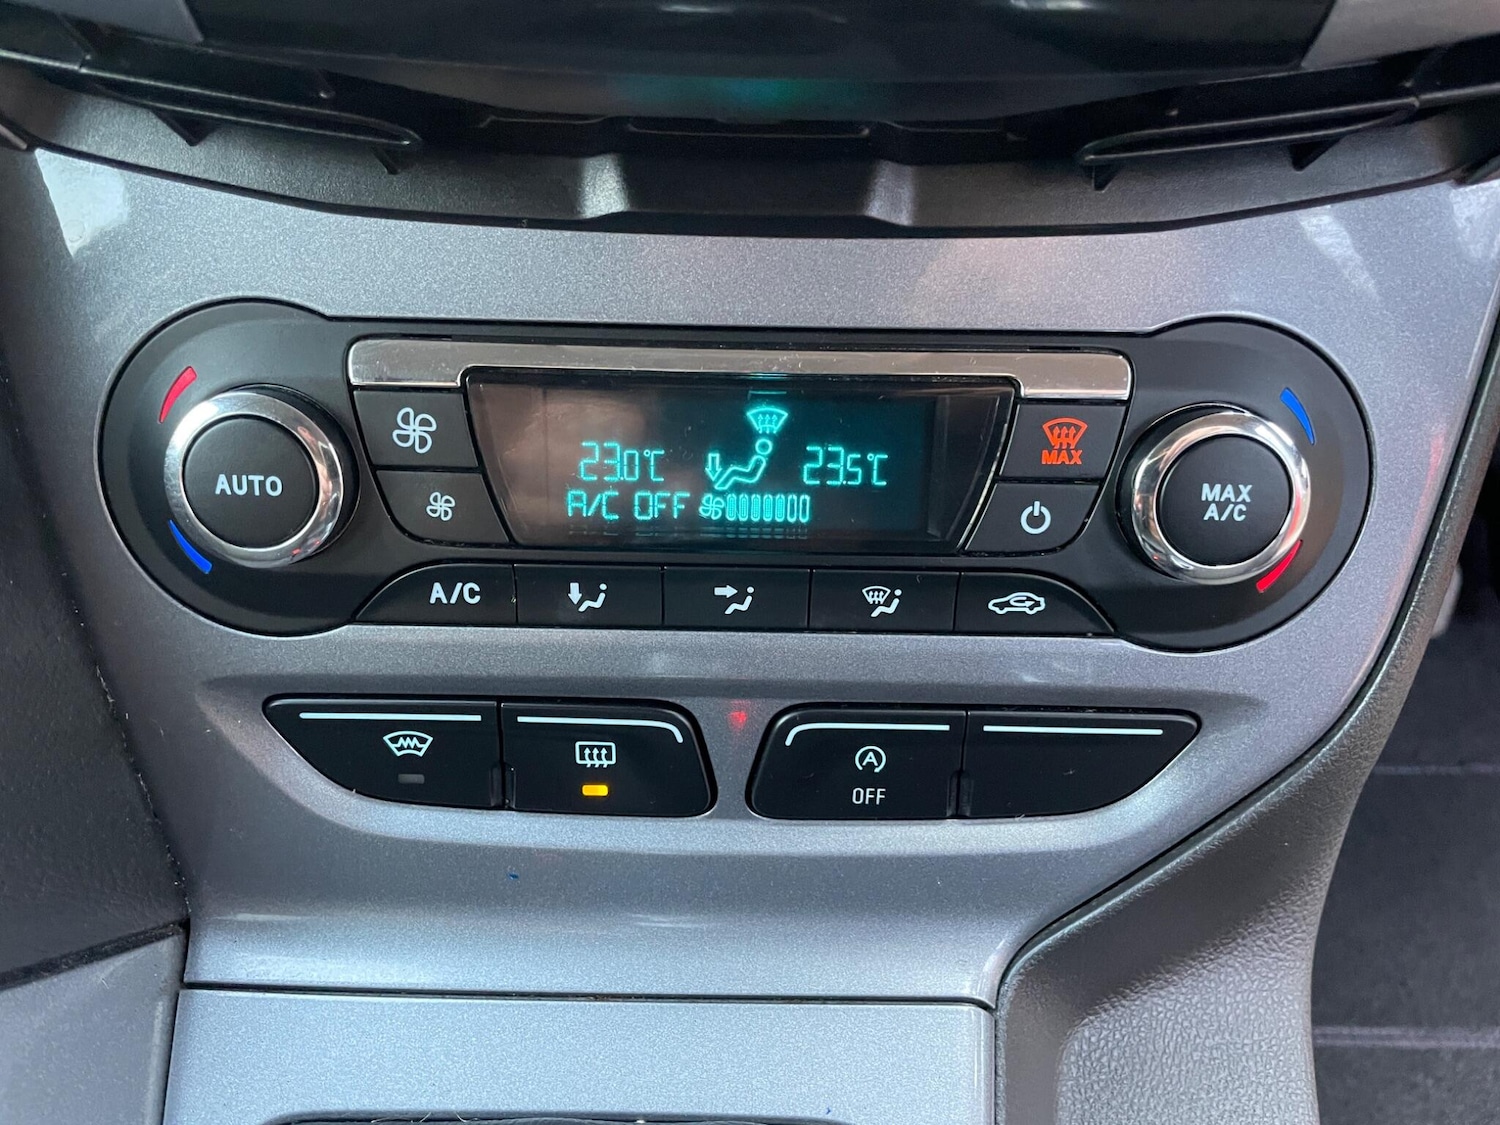 23.0°C 23.5°C
A/C OFF
MAX
AUTO
MAX
A/C
A/C
A
OFF